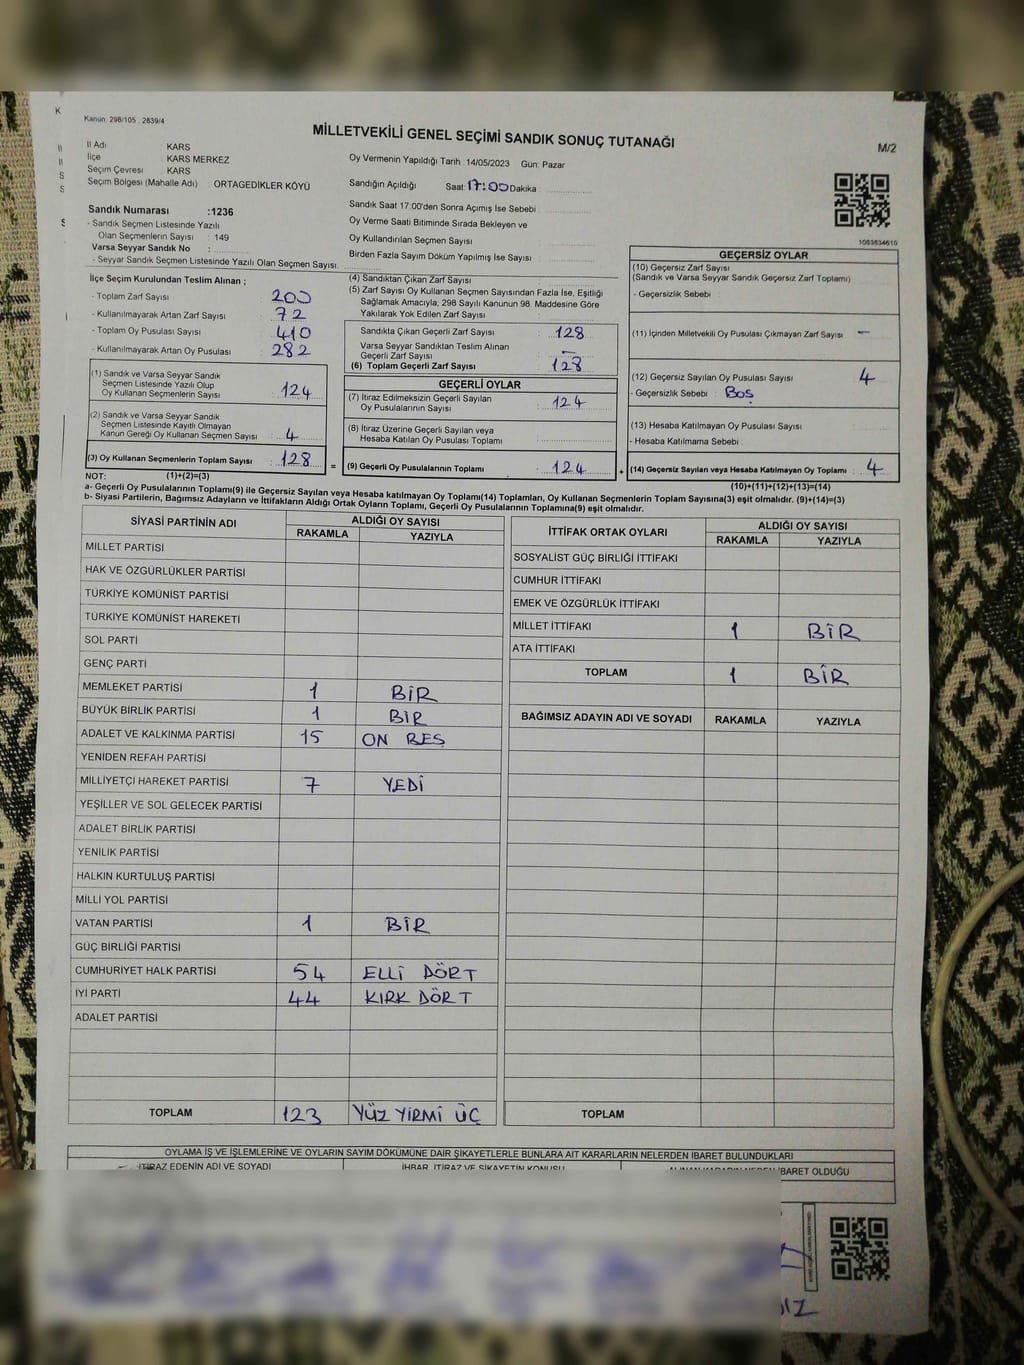 Kanun: 298/105 , 2839/4
MİLLETVEKİLİ GENEL SEÇİMİ SANDIK SONUÇ TUTANAĞI
M/2
İl Adı KARS
İlçe KARS MERKEZ
Seçim Çevresi KARS
Seçim Bölgesi (Mahalle Adı) ORTAGEDİKLER KÖYÜ
Oy Vermenin Yapıldığı Tarih : 14/05/2023 Gün: Pazar
Sandığın Açıldığı Saat: 17:00 Dakika :
Sandık Saat 17:00'den Sonra Açımış İse Sebebi :
Oy Verme Saati Bitiminde Sırada Bekleyen ve
Oy Kullandırılan Seçmen Sayısı :
Birden Fazla Sayım Döküm Yapılmış İse Sayısı :
Sandık Numarası :1236
- Sandık Seçmen Listesinde Yazılı
Olan Seçmenlerin Sayısı : 149
Varsa Seyyar Sandık No :
- Seyyar Sandık Seçmen Listesinde Yazılı Olan Seçmen Sayısı.
1083834610
İlçe Seçim Kurulundan Teslim Alınan ;
- Toplam Zarf Sayısı : 200
- Kullanılmayarak Artan Zarf Sayısı : 72
- Toplam Oy Pusulası Sayısı : 410
- Kullanılmayarak Artan Oy Pusulası : 282
(1) Sandık ve Varsa Seyyar Sandık
Seçmen Listesinde Yazılı Olup
Oy Kullanan Seçmen Sayısı : 124
(2) Sandık ve Varsa Seyyar Sandık
Seçmen Listesinde Kayıtlı Olmayan
Kanun Gereği Oy Kullanan Seçmen Sayısı : 4
(3) Oy Kullanan Seçmenlerin Toplam Sayısı : 128
(1)+(2)=(3)
(4) Sandıktan Çıkan Zarf Sayısı :
(5) Zarf Sayısı Oy Kullanan Seçmen Sayısından Fazla İse, Eşitliği
Sağlamak Amacıyla, 298 Sayılı Kanunun 98. Maddesine Göre
Yakılarak Yok Edilen Zarf Sayısı :
Sandıkta Çıkan Geçerli Zarf Sayısı : 128
Varsa Seyyar Sandıktan Teslim Alınan
Geçerli Zarf Sayısı : –
(6) Toplam Geçerli Zarf Sayısı : 128
GEÇERLİ OYLAR
(7) İtiraz Edilmeksizin Geçerli Sayılan
Oy Pusulalarının Sayısı : 124
(8) İtiraz Üzerine Geçerli Sayılan veya
Hesaba Katılan Oy Pusulası Toplamı :
= (9) Geçerli Oy Pusulalarının Toplamı : 124 +
GEÇERSİZ OYLAR
(10) Geçersiz Zarf Sayısı
(Sandık ve Varsa Seyyar Sandık Geçersiz Zarf Toplamı)
- Geçersizlik Sebebi :
(11) İçinden Milletvekili Oy Pusulası Çıkmayan Zarf Sayısı –
(12) Geçersiz Sayılan Oy Pusulası Sayısı 4
- Geçersizlik Sebebi : Boş
(13) Hesaba Katılmayan Oy Pusulası Sayısı :
- Hesaba Katılmama Sebebi :
(14) Geçersiz Sayılan veya Hesaba Katılmayan Oy Toplamı : 4
(10)+(11)+(12)+(13)=(14)
NOT:
a- Geçerli Oy Pusulalarının Toplamı(9) ile Geçersiz Sayılan veya Hesaba katılmayan Oy Toplamı(14) Toplamları, Oy Kullanan Seçmenlerin Toplam Sayısına(3) eşit olmalıdır. (9)+(14)=(3)
b- Siyasi Partilerin, Bağımsız Adayların ve İttifakların Aldığı Ortak Oyların Toplamı, Geçerli Oy Pusulalarının Toplamına(9) eşit olmalıdır.
SİYASİ PARTİNİN ADI ALDIĞI OY SAYISI
RAKAMLA YAZIYLA
MİLLET PARTİSİ
HAK VE ÖZGÜRLÜKLER PARTİSİ
TÜRKİYE KOMÜNİST PARTİSİ
TÜRKİYE KOMÜNİST HAREKETİ
SOL PARTİ
GENÇ PARTİ
MEMLEKET PARTİSİ 1 BİR
BÜYÜK BİRLİK PARTİSİ 1 BİR
ADALET VE KALKINMA PARTİSİ 15 ON BEŞ
YENİDEN REFAH PARTİSİ
MİLLİYETÇİ HAREKET PARTİSİ 7 YEDİ
YEŞİLLER VE SOL GELECEK PARTİSİ
ADALET BİRLİK PARTİSİ
YENİLİK PARTİSİ
HALKIN KURTULUŞ PARTİSİ
MİLLİ YOL PARTİSİ
VATAN PARTİSİ 1 BİR
GÜÇ BİRLİĞİ PARTİSİ
CUMHURİYET HALK PARTİSİ 54 ELLİ DÖRT
İYİ PARTİ 44 KIRK DÖRT
ADALET PARTİSİ
TOPLAM 123 YÜZ YİRMİ ÜÇ
İTTİFAK ORTAK OYLARI ALDIĞI OY SAYISI
RAKAMLA YAZIYLA
SOSYALİST GÜÇ BİRLİĞİ İTTİFAKI
CUMHUR İTTİFAKI
EMEK VE ÖZGÜRLÜK İTTİFAKI
MİLLET İTTİFAKI 1 BİR
ATA İTTİFAKI
TOPLAM 1 BİR
BAĞIMSIZ ADAYIN ADI VE SOYADI RAKAMLA YAZIYLA
TOPLAM
OYLAMA İŞ VE İŞLEMLERİNE VE OYLARIN SAYIM DÖKÜMÜNE DAİR ŞİKAYETLERLE BUNLARA AİT KARARLARIN NELERDEN İBARET BULUNDUKLARI
İTİRAZ EDENİN ADI VE SOYADI İHBAR, İTİRAZ VE ŞİKAYETİN KONUSU İBARET OLDUĞU